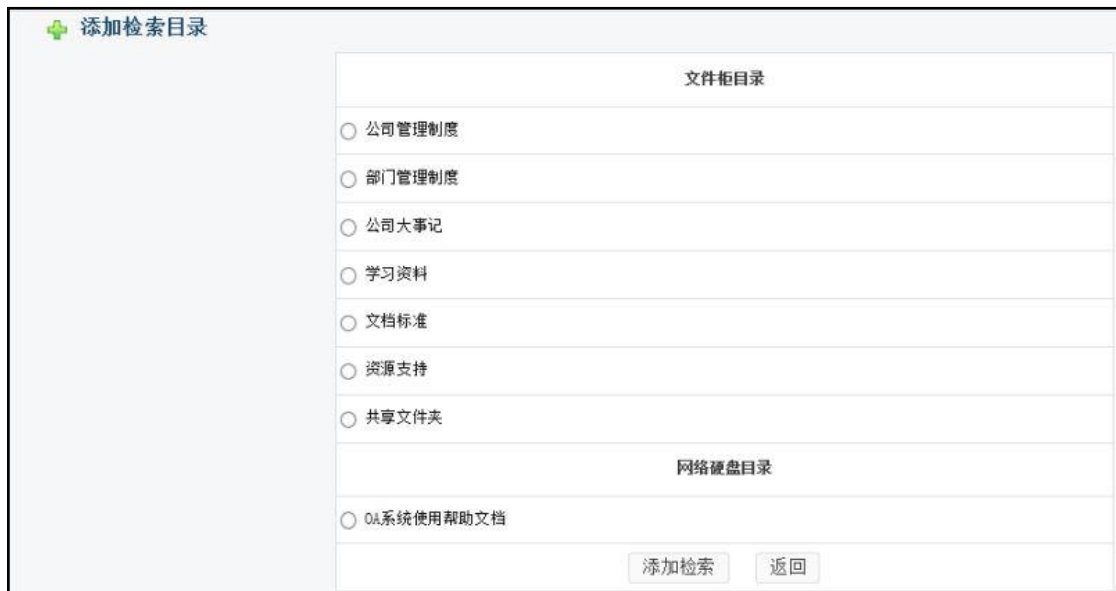 添加检索目录
文件柜目录
公司管理制度
部门管理制度
公司大事记
学习资料
文档标准
资源支持
共享文件夹
网络硬盘目录
OA系统使用帮助文档
添加检索 返回